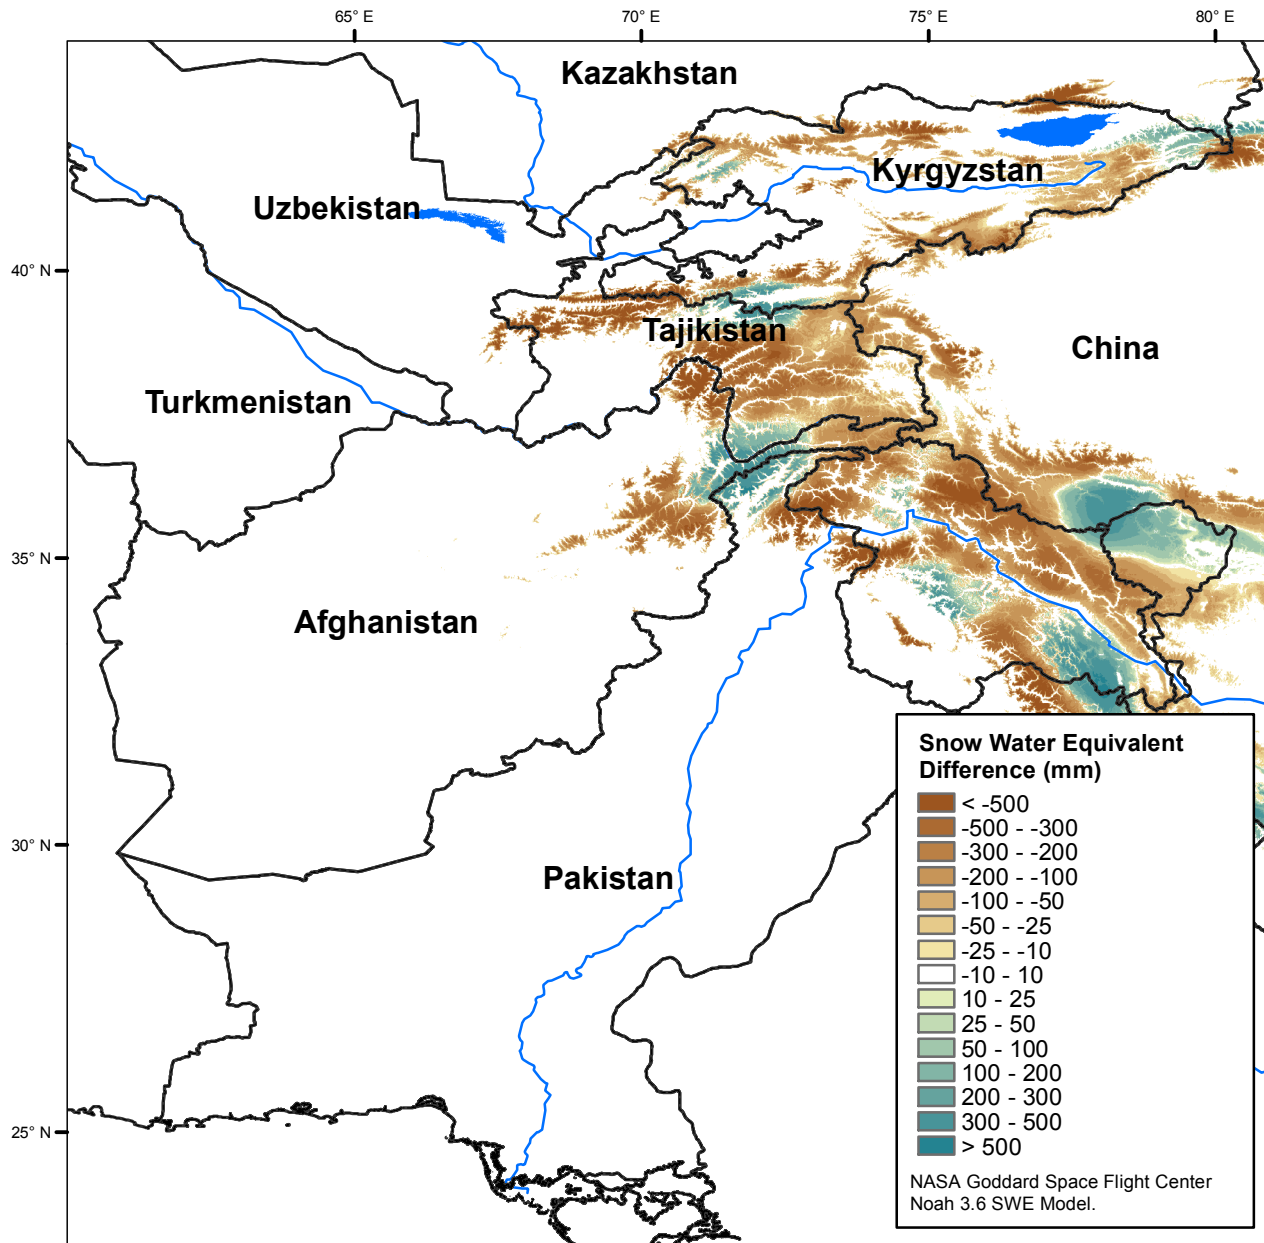 65° E
70° E
75° E
80° E
Kazakhstan
Kyrgyzstan
Uzbekistan
40° N
Tajikistan
China
Turkmenistan
35° N
Afghanistan
30° N
Pakistan
25° N
Snow Water Equivalent
Difference (mm)
< -500
-500 - -300
-300 - -200
-200 - -100
-100 - -50
-50 - -25
-25 - -10
-10 - 10
10 - 25
25 - 50
50 - 100
100 - 200
200 - 300
300 - 500
> 500
NASA Goddard Space Flight Center
Noah 3.6 SWE Model.